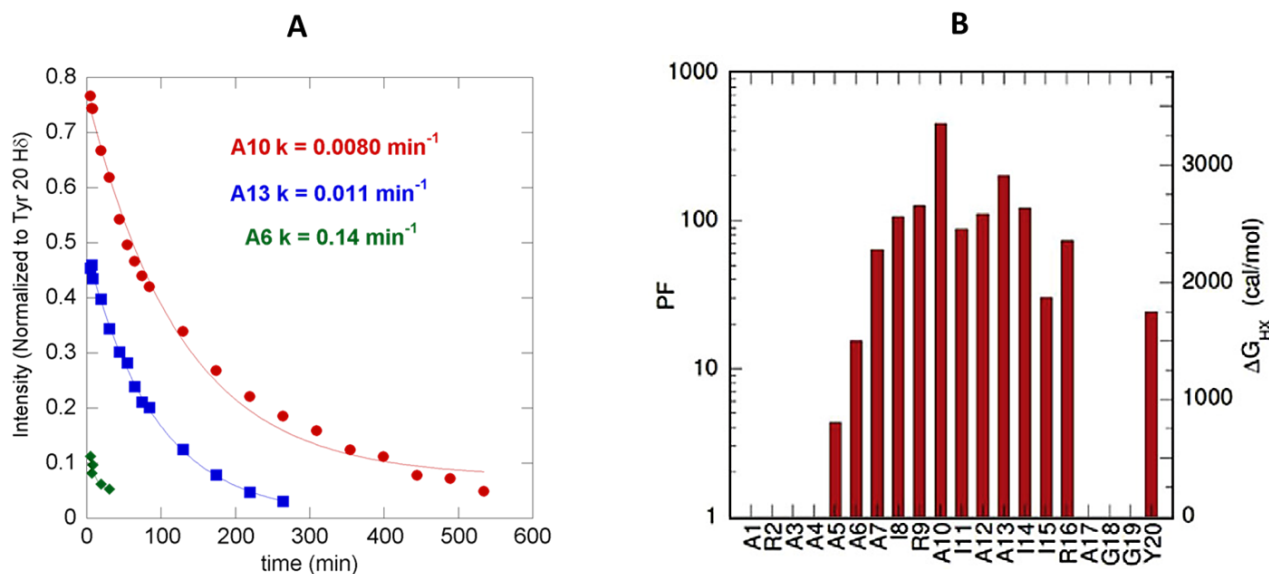 A
B
0.8
0.7
0.6
0.5
0.4
0.3
0.2
0.1
0
Intensity (Normalized to Tyr 20 Hδ)
A10 k = 0.0080 min⁻¹
A13 k = 0.011 min⁻¹
A6 k = 0.14 min⁻¹
0 100 200 300 400 500 600
time (min)
1000
100
10
1
PF
3000
2000
1000
0
ΔG_HX (cal/mol)
A1
R2
A3
A4
A5
A6
A7
I8
R9
A10
I11
A12
A13
I14
I15
R16
A17
G18
G19
Y20